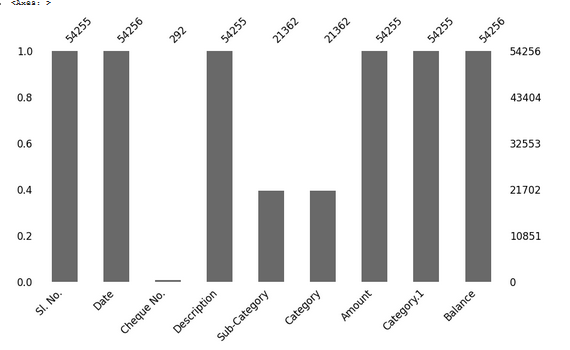 <Axes: >
54255 54256 292 54255 21362 21362 54255 54255 54256
1.0 54256
0.8 43404
0.6 32553
0.4 21702
0.2 10851
0.0 0
Sl. No. Date Cheque No. Description Sub-Category Category Amount Category.1 Balance